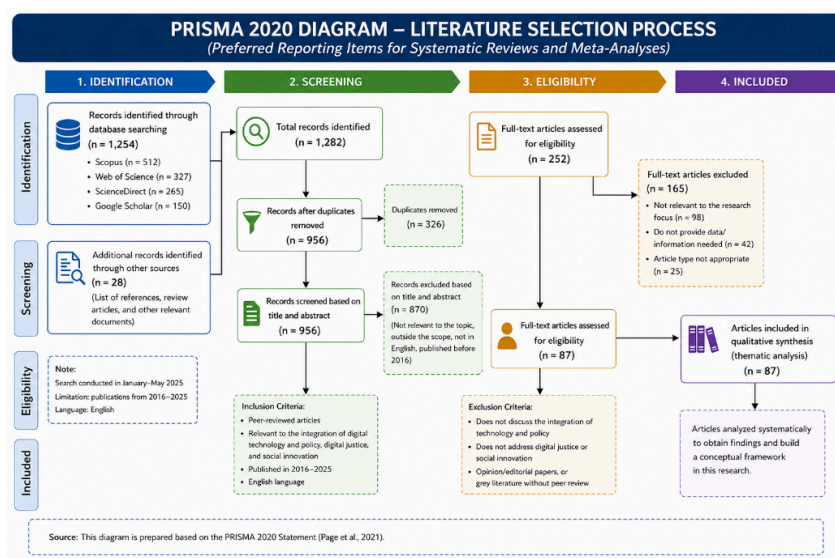 PRISMA 2020 DIAGRAM – LITERATURE SELECTION PROCESS
(Preferred Reporting Items for Systematic Reviews and Meta-Analyses)
1. IDENTIFICATION
2. SCREENING
3. ELIGIBILITY
4. INCLUDED
Identification
Records identified through
database searching
(n = 1,254)
• Scopus (n = 512)
• Web of Science (n = 327)
• ScienceDirect (n = 265)
• Google Scholar (n = 150)
Total records identified
(n = 1,282)
Full-text articles assessed
for eligibility
(n = 252)
Full-text articles excluded
(n = 165)
• Not relevant to the research
focus (n = 98)
• Do not provide data/
information needed (n = 42)
• Article type not appropriate
(n = 25)
Records after duplicates
removed
(n = 956)
Duplicates removed
(n = 326)
Screening
Additional records identified
through other sources
(n = 28)
(List of references, review
articles, and other relevant
documents)
Records screened based on
title and abstract
(n = 956)
Records excluded based
on title and abstract
(n = 870)
(Not relevant to the topic,
outside the scope, not in
English, published before
2016)
Full-text articles assessed
for eligibility
(n = 87)
Articles included in
qualitative synthesis
(thematic analysis)
(n = 87)
Eligibility
Note:
Search conducted in January–May 2025
Limitation: publications from 2016–2025
Language: English
Inclusion Criteria:
• Peer-reviewed articles
• Relevant to the integration of digital
technology and policy, digital justice,
and social innovation
• Published in 2016–2025
• English language
Exclusion Criteria:
• Does not discuss the integration of
technology and policy
• Does not address digital justice or
social innovation
• Opinion/editorial papers, or
grey literature without peer review
Articles analyzed systematically
to obtain findings and build
a conceptual framework
in this research.
Included
Source: This diagram is prepared based on the PRISMA 2020 Statement (Page et al., 2021).